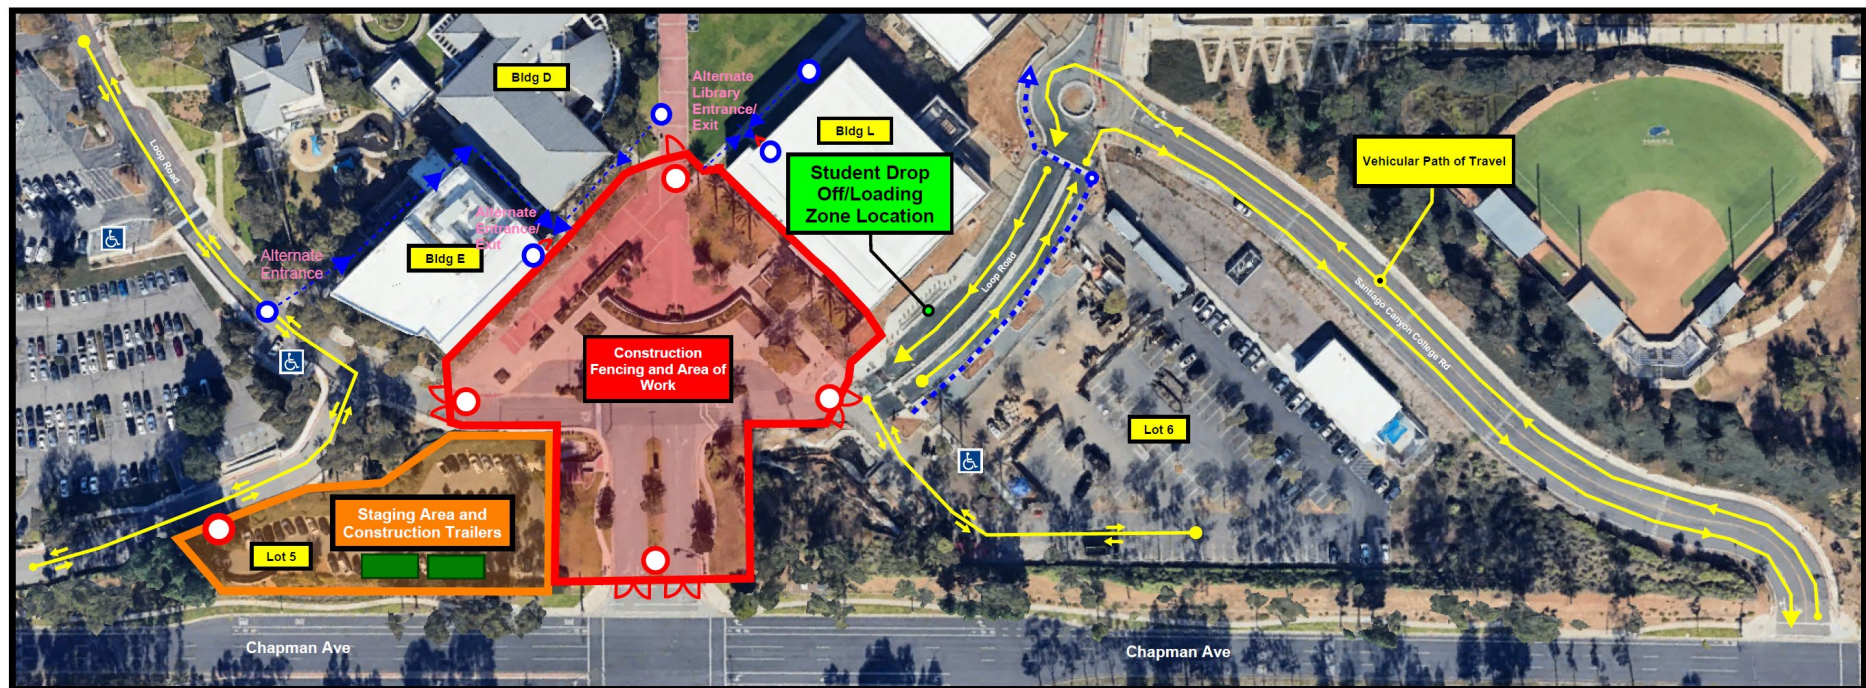 Bldg D
Alternate
Library
Entrance/
Exit
Bldg L
Loop Road
Vehicular Path of Travel
Student Drop
Off/Loading
Zone Location
Alternate
Entrance/
Exit
Alternate
Entrance
Bldg E
Loop Road
Santiago Canyon College Rd
Construction
Fencing and Area of
Work
Lot 6
Staging Area and
Construction Trailers
Lot 5
Chapman Ave
Chapman Ave